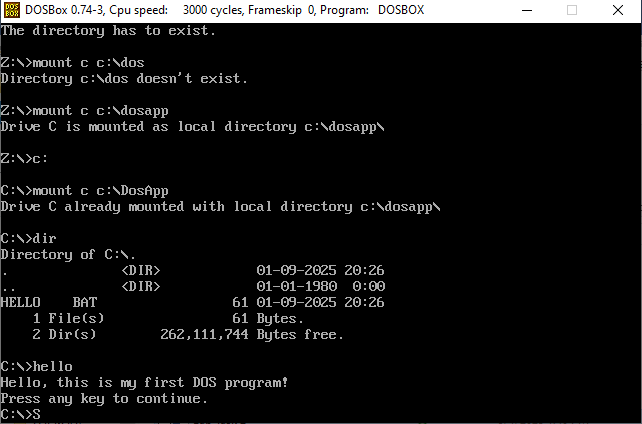 DOSBox 0.74-3, Cpu speed:    3000 cycles, Frameskip  0, Program:   DOSBOX
The directory has to exist.
Z:\>mount c c:\dos
Directory c:\dos doesn't exist.
Z:\>mount c c:\dosapp
Drive C is mounted as local directory c:\dosapp\
Z:\>c:
C:\>mount c c:\DosApp
Drive C already mounted with local directory c:\dosapp\
C:\>dir
Directory of C:\.
.              <DIR>            01-09-2025 20:26
..             <DIR>            01-01-1980  0:00
HELLO    BAT                 61 01-09-2025 20:26
    1 File(s)                61 Bytes.
    2 Dir(s)        262,111,744 Bytes free.
C:\>hello
Hello, this is my first DOS program!
Press any key to continue.
C:\>S